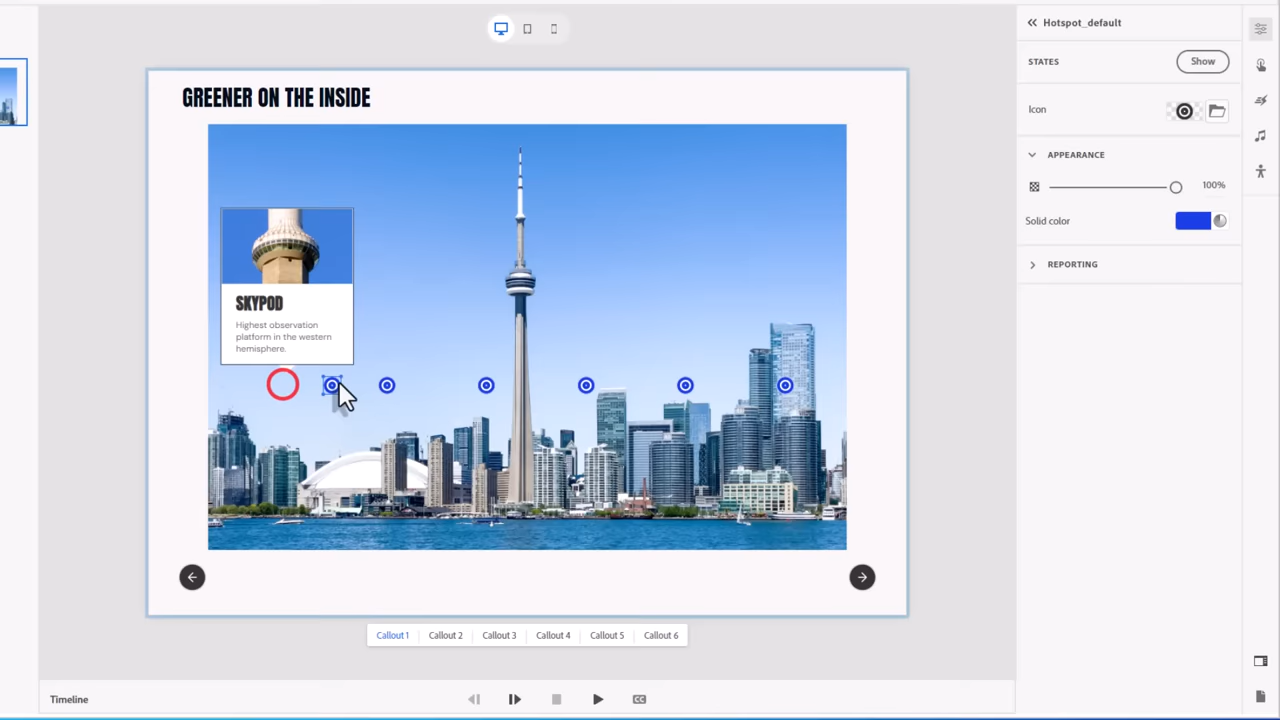 Hotspot_default
STATES
Show
Icon
APPEARANCE
100%
Solid color
REPORTING
GREENER ON THE INSIDE
SKYPOD
Highest observation
platform in the western
hemisphere.
Callout 1
Callout 2
Callout 3
Callout 4
Callout 5
Callout 6
Timeline
CC